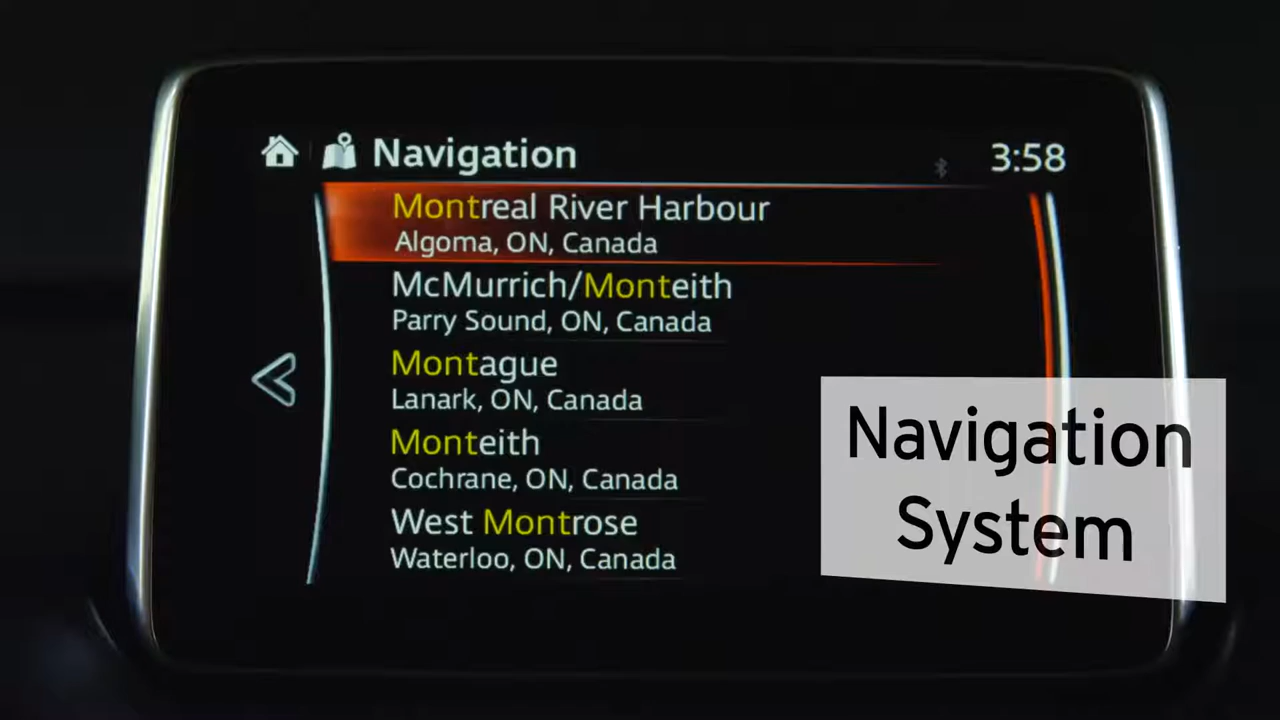 Navigation
3:58
Montreal River Harbour
Algoma, ON, Canada
McMurrich/Monteith
Parry Sound, ON, Canada
Montague
Lanark, ON, Canada
Monteith
Cochrane, ON, Canada
West Montrose
Waterloo, ON, Canada
Navigation
System